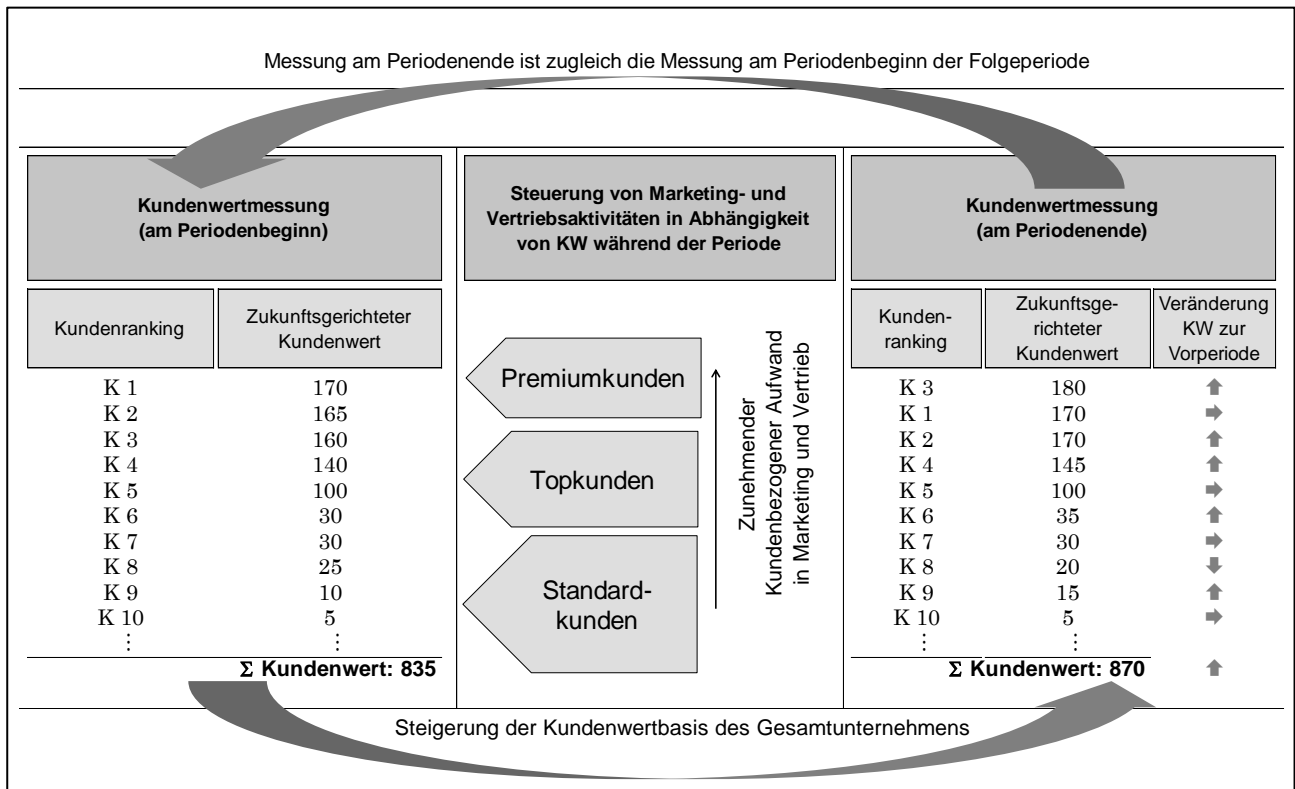 Messung am Periodenende ist zugleich die Messung am Periodenbeginn der Folgeperiode
Kundenwertmessung
(am Periodenbeginn)
Kundenranking
Zukunftsgerichteter
Kundenwert
K 1 170
K 2 165
K 3 160
K 4 140
K 5 100
K 6 30
K 7 30
K 8 25
K 9 10
K 10 5
⋮ ⋮
Σ Kundenwert: 835
Steuerung von Marketing- und
Vertriebsaktivitäten in Abhängigkeit
von KW während der Periode
Premiumkunden
Topkunden
Standard-
kunden
Zunehmender
Kundenbezogener Aufwand
in Marketing und Vertrieb
Kundenwertmessung
(am Periodenende)
Kunden-
ranking
Zukunftsge-
richteter
Kundenwert
Veränderung
KW zur
Vorperiode
K 3 180
K 1 170
K 2 170
K 4 145
K 5 100
K 6 35
K 7 30
K 8 20
K 9 15
K 10 5
⋮ ⋮
Σ Kundenwert: 870
Steigerung der Kundenwertbasis des Gesamtunternehmens